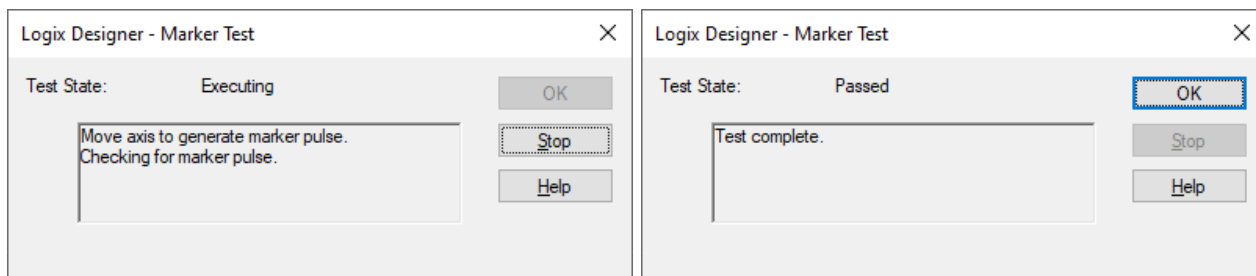 Logix Designer - Marker Test
Test State: Executing
OK
Move axis to generate marker pulse.
Checking for marker pulse.
Stop
Help
Logix Designer - Marker Test
Test State: Passed
OK
Test complete.
Stop
Help